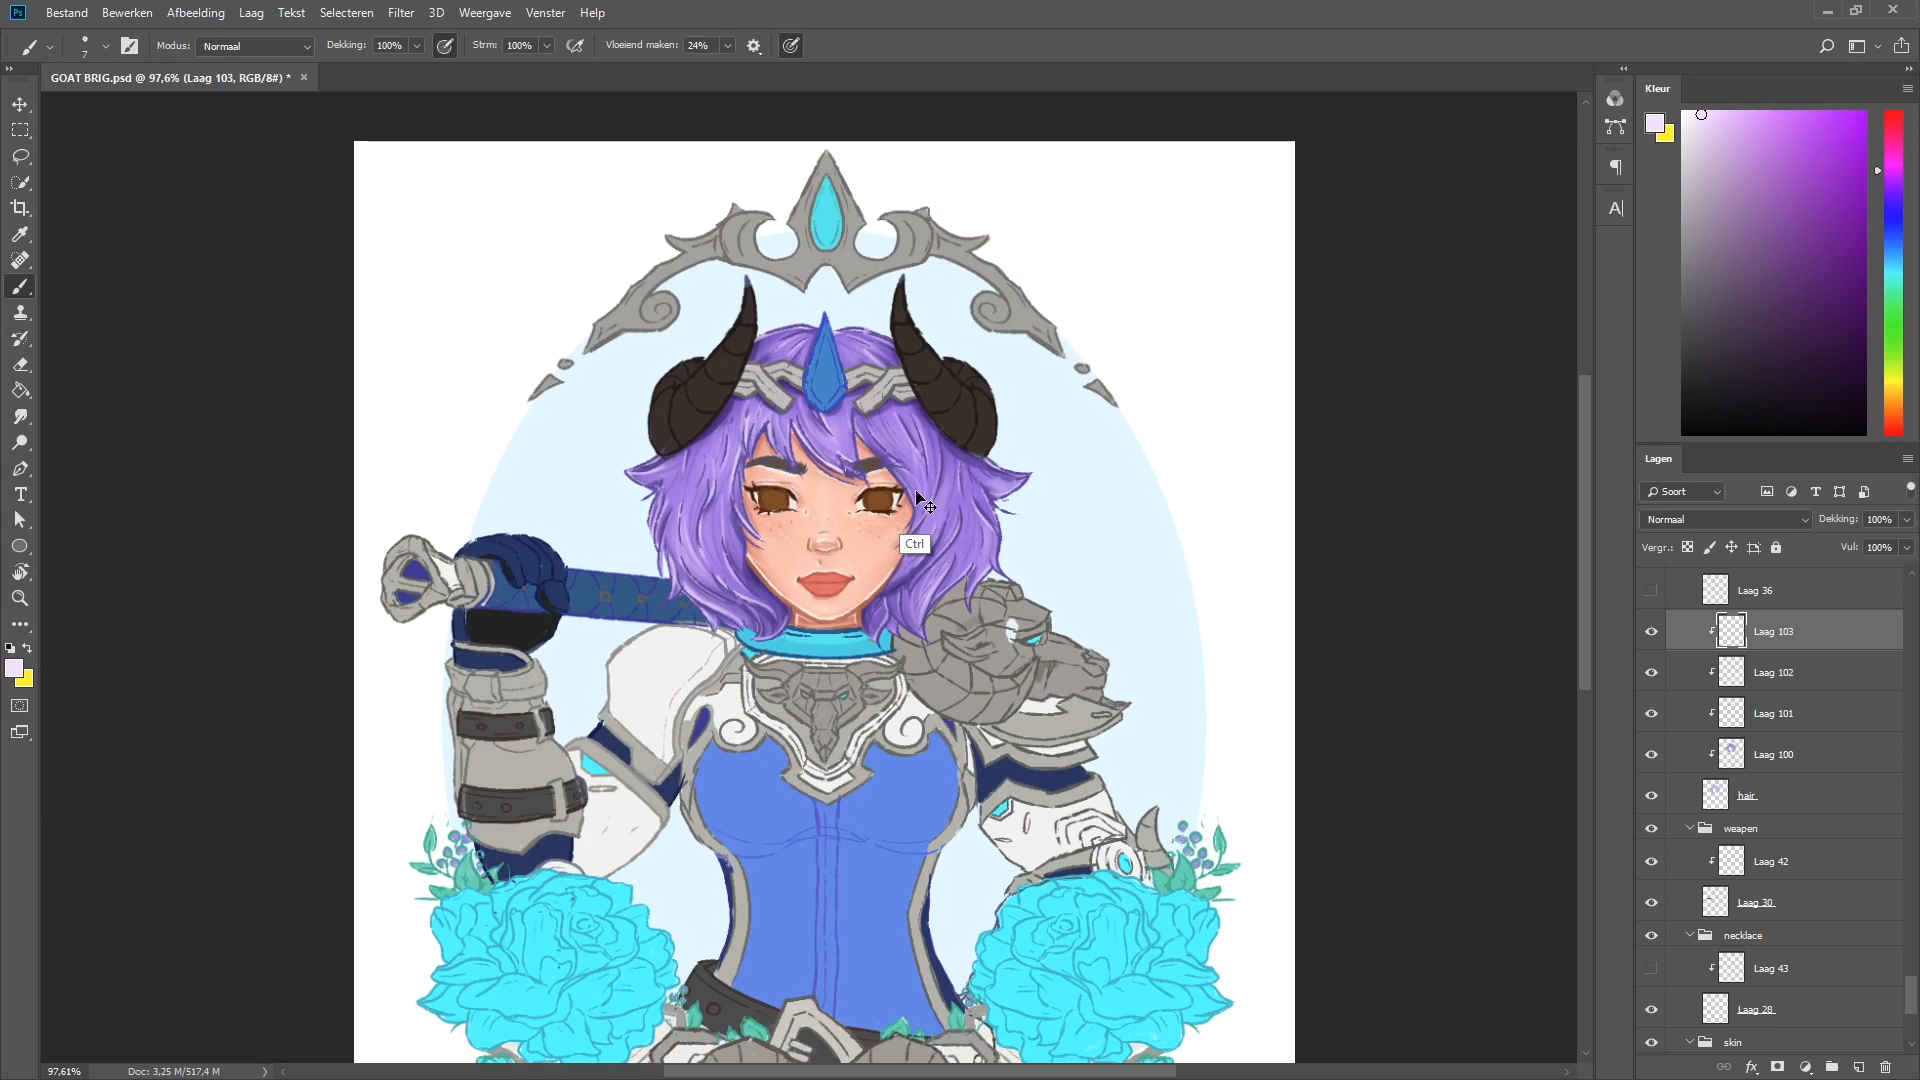 Ps Bestand Bewerken Afbeelding Laag Tekst Selecteren Filter 3D Weergave Venster Help
7 Modus: Normaal Dekking: 100% Strm: 100% Vloeiend maken: 24%
GOAT BRIG.psd @ 97,6% (Laag 103, RGB/8#) * ×
Kleur
Ctrl
Lagen
Soort
Normaal Dekking: 100%
Vergr.: Vul: 100%
Laag 36
Laag 103
Laag 102
Laag 101
Laag 100
hair
weapen
Laag 42
Laag 30
necklace
Laag 43
Laag 28
skin
97,61% Doc: 3,25 M/517,4 M